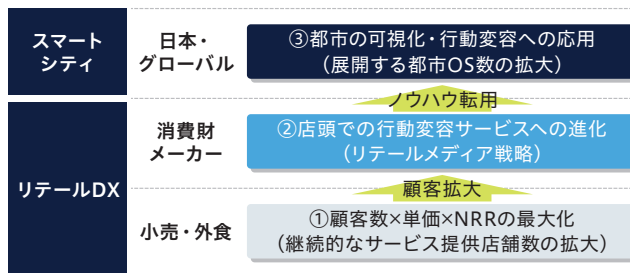 スマート
シティ
日本・
グローバル
③都市の可視化・行動変容への応用
（展開する都市OS数の拡大）
ノウハウ転用
リテールDX
消費財
メーカー
②店頭での行動変容サービスへの進化
（リテールメディア戦略）
顧客拡大
小売・外食
①顧客数×単価×NRRの最大化
（継続的なサービス提供店舗数の拡大）